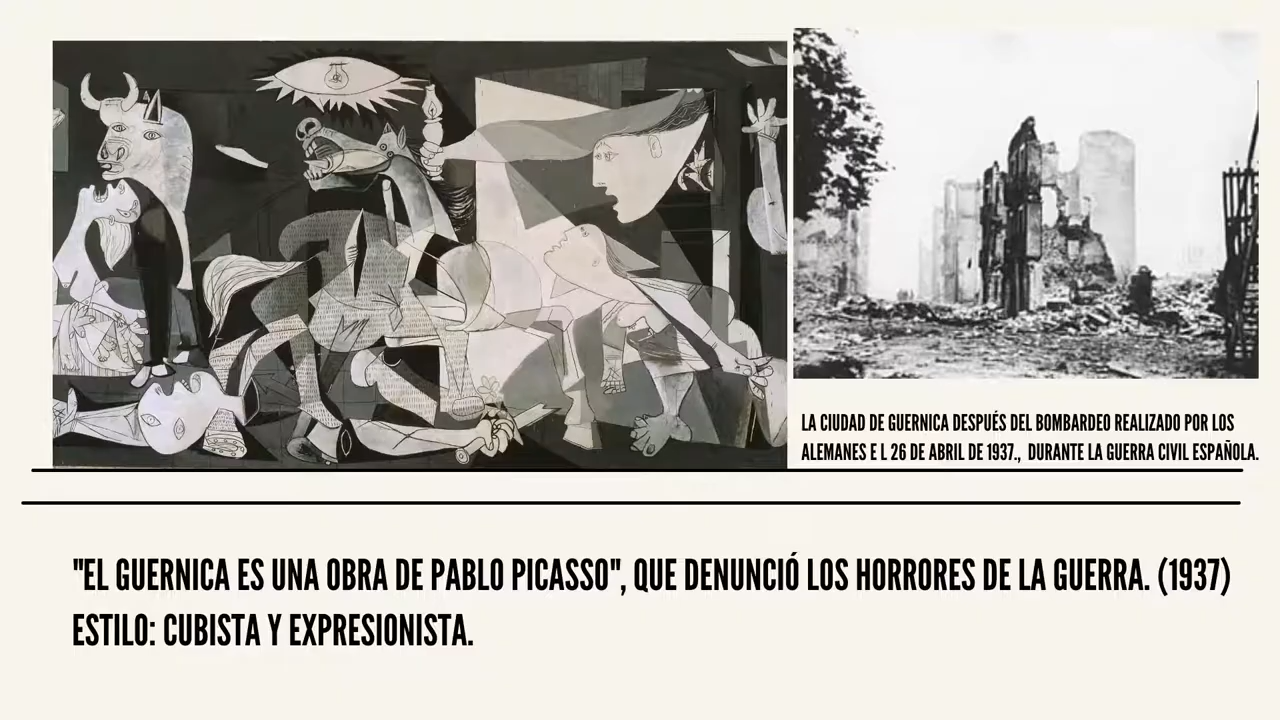 LA CIUDAD DE GUERNICA DESPUÉS DEL BOMBARDEO REALIZADO POR LOS
ALEMANES E L 26 DE ABRIL DE 1937., DURANTE LA GUERRA CIVIL ESPAÑOLA.
"EL GUERNICA ES UNA OBRA DE PABLO PICASSO", QUE DENUNCIÓ LOS HORRORES DE LA GUERRA. (1937)
ESTILO: CUBISTA Y EXPRESIONISTA.